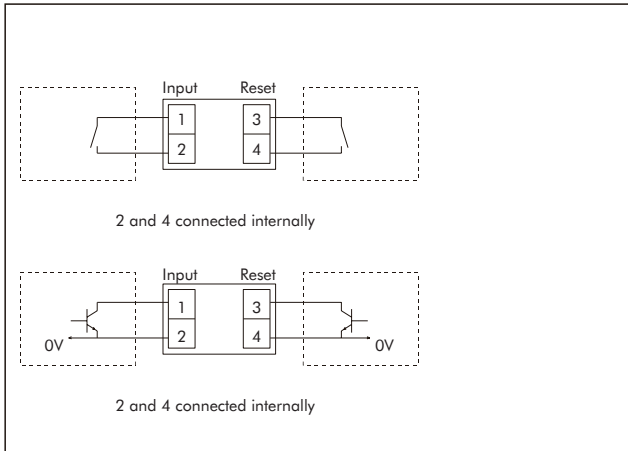 Input Reset
1 3
2 4
2 and 4 connected internally
Input Reset
1 3
2 4
0V 0V
2 and 4 connected internally